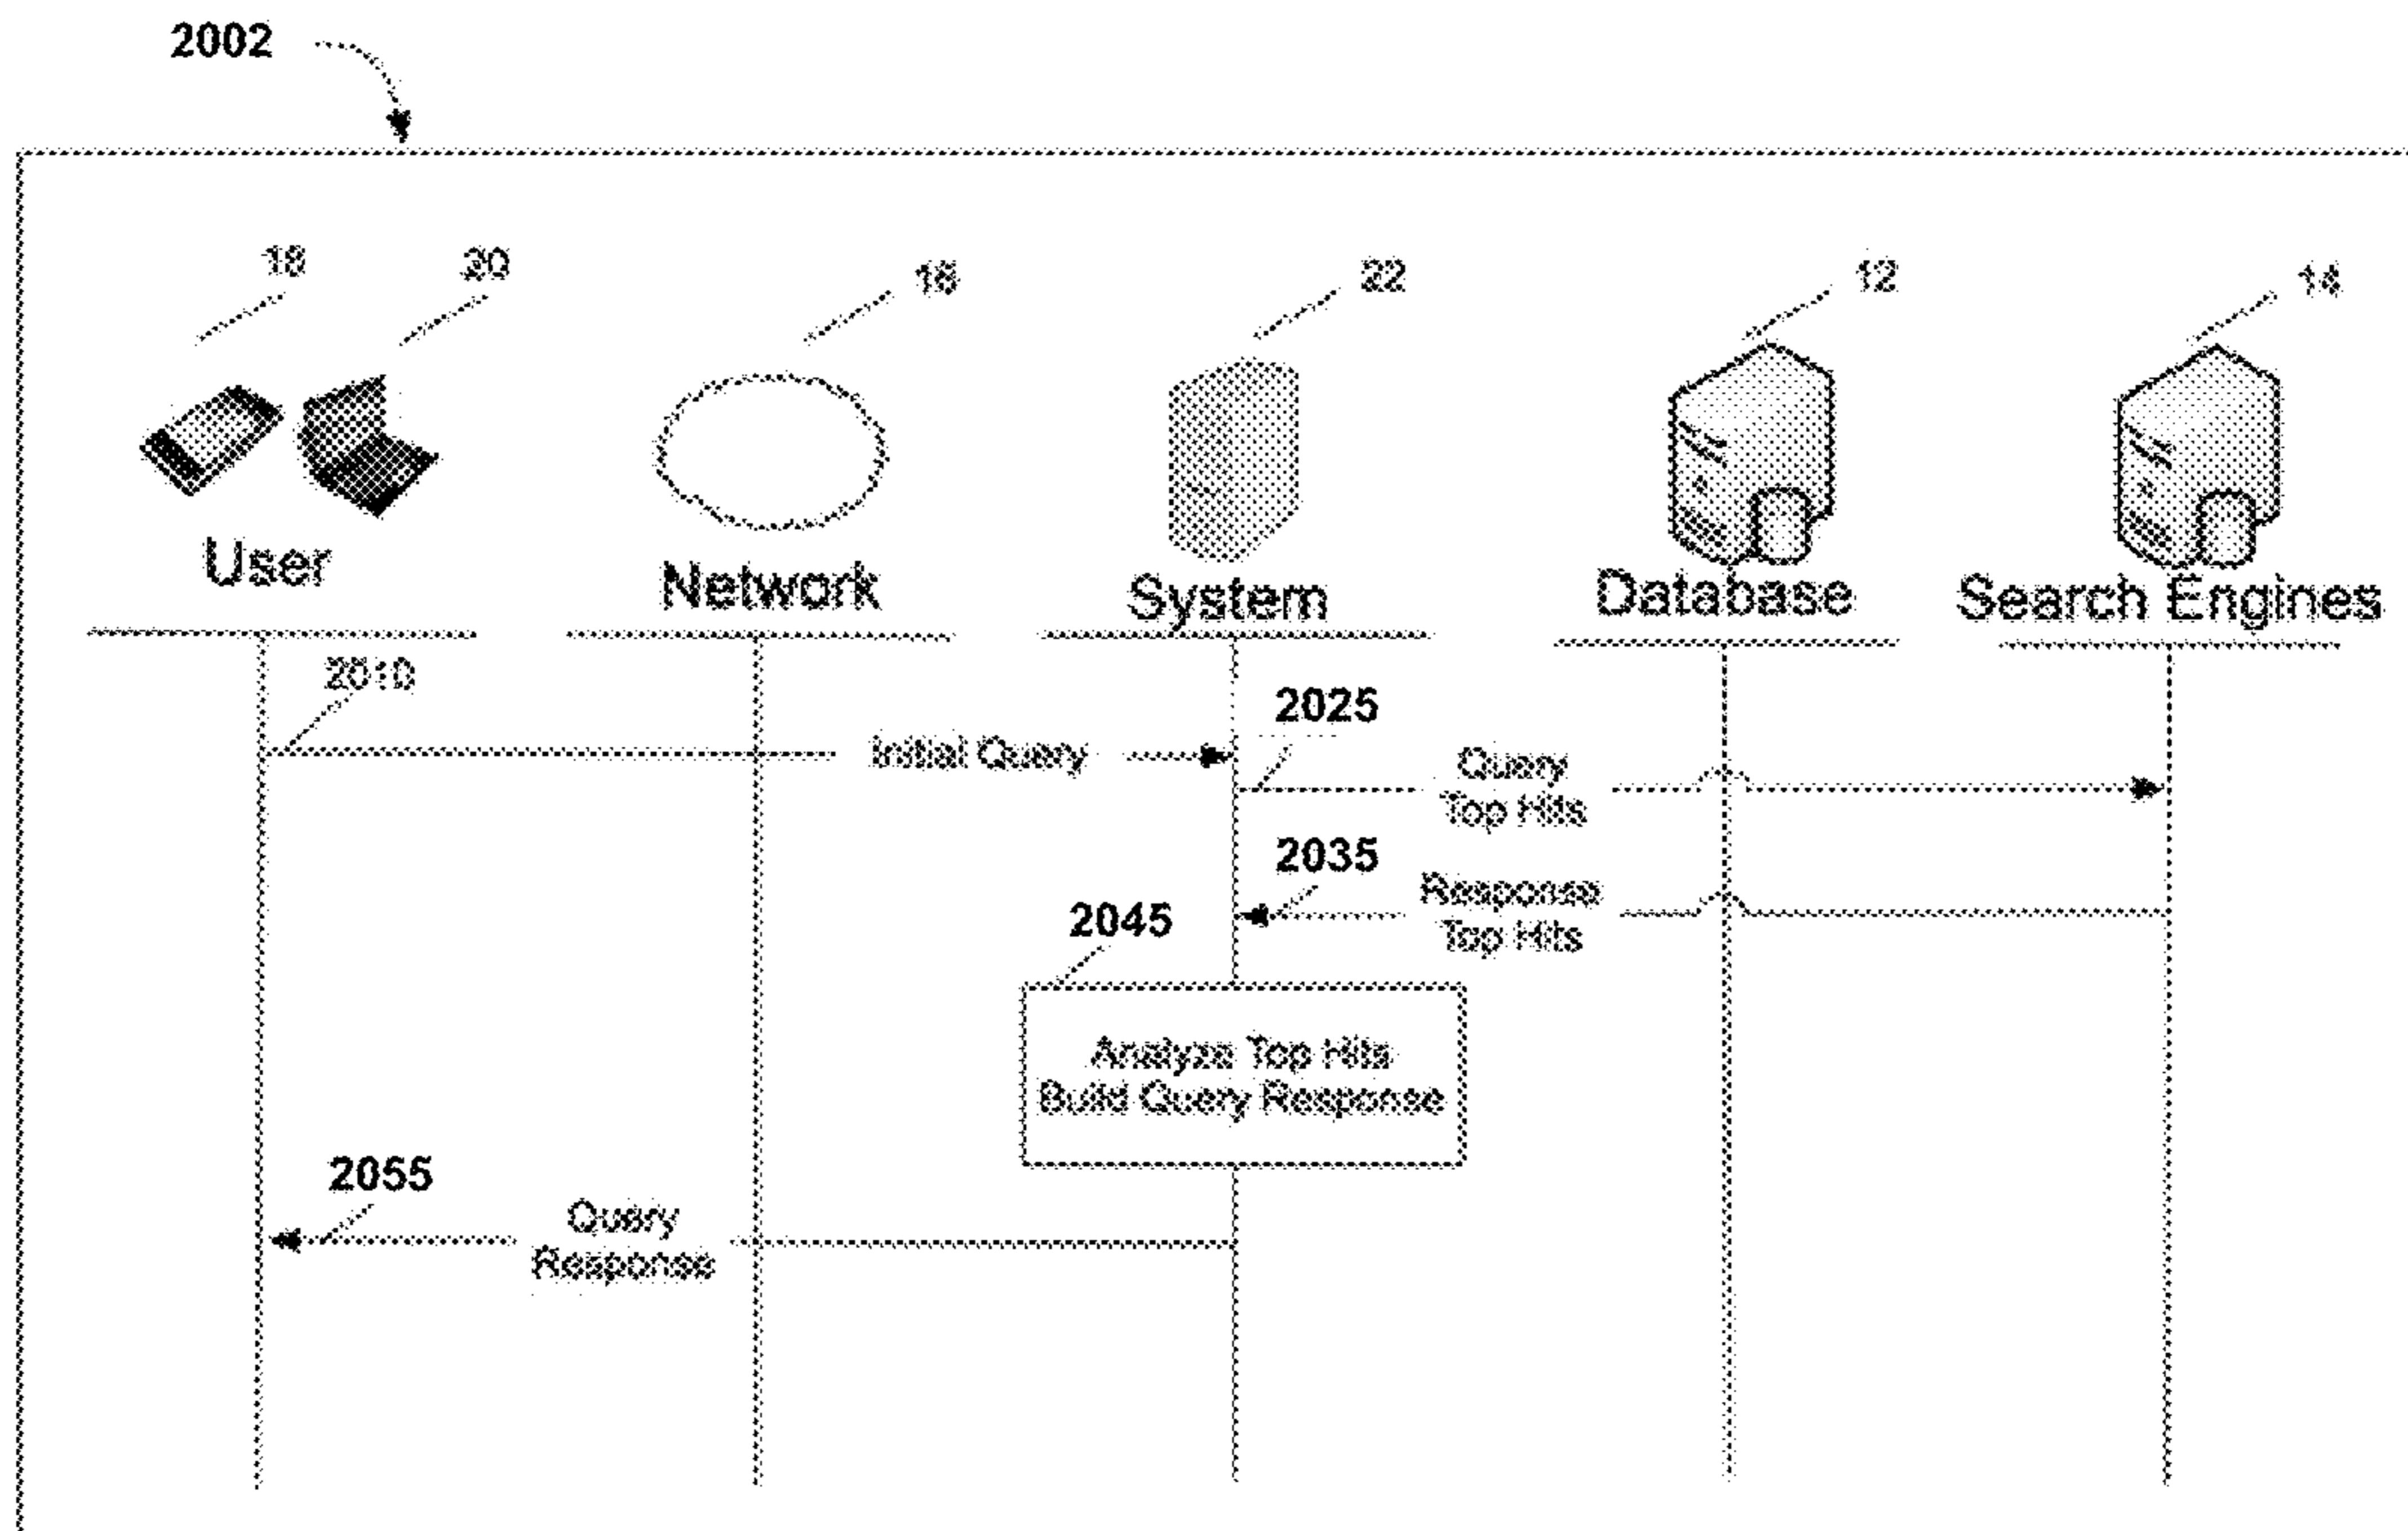 2002
18
20
16
22
12
14
User
Network
System
Database
Search Engines
2010
Initial Query
2025
Query
Top Hits
2035
Response
Top Hits
2045
Analyze Top Hits
Build Query Response
2055
Query
Response